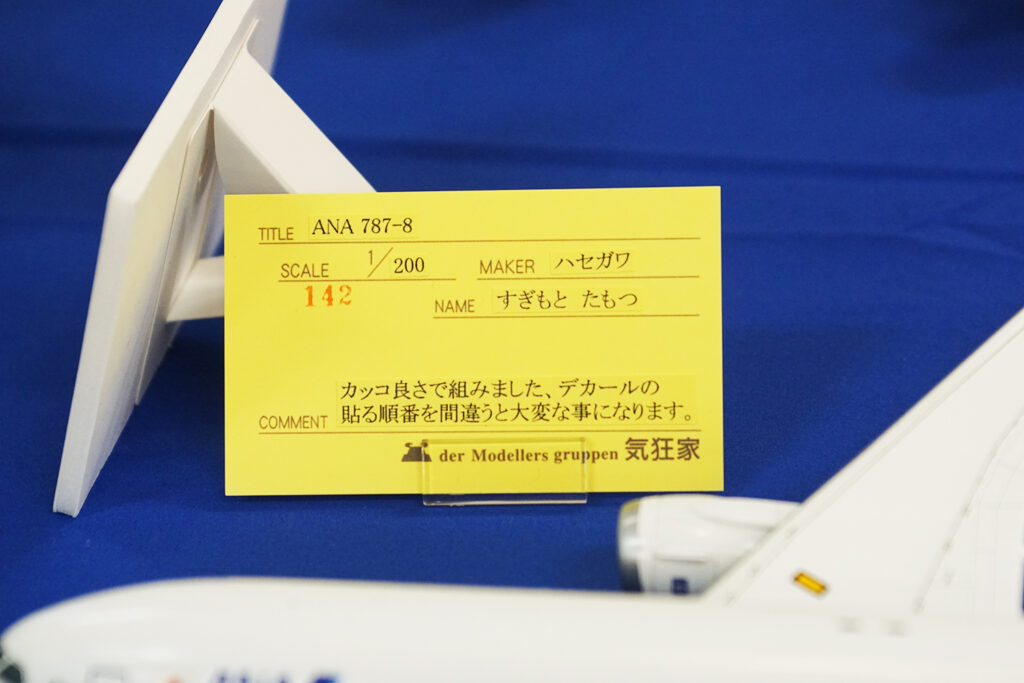 TITLE ANA 787-8
SCALE 1/200 MAKER ハセガワ
142
NAME すぎもと たもつ
カッコ良さで組みました、デカールの
COMMENT 貼る順番を間違うと大変な事になります。
der Modellers gruppen 気狂家